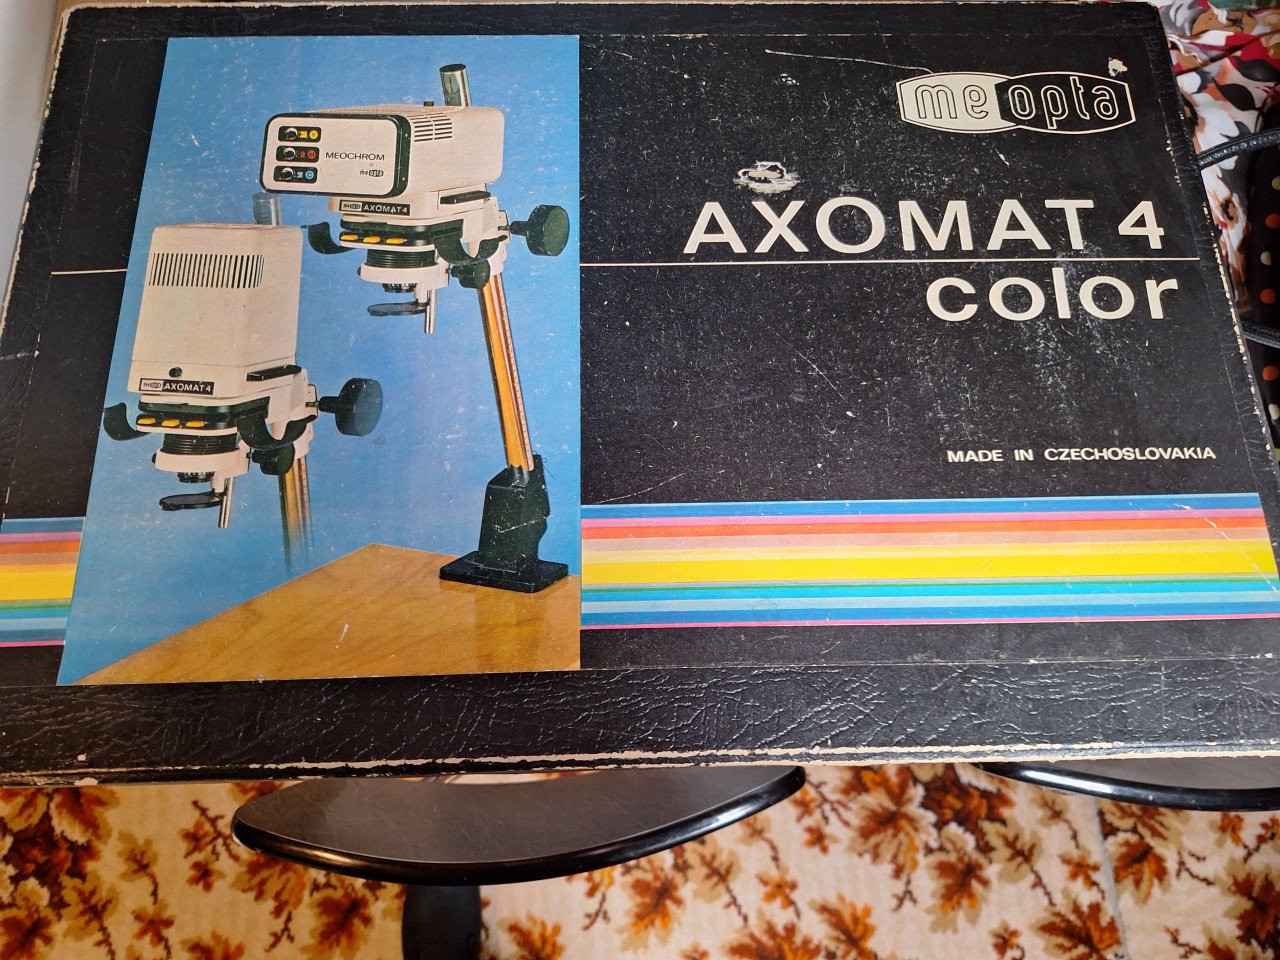 meopta
AXOMAT 4
color
MADE IN CZECHOSLOVAKIA
Y
MEOCHROM
meopta
C
meopta AXOMAT 4
meopta AXOMAT 4